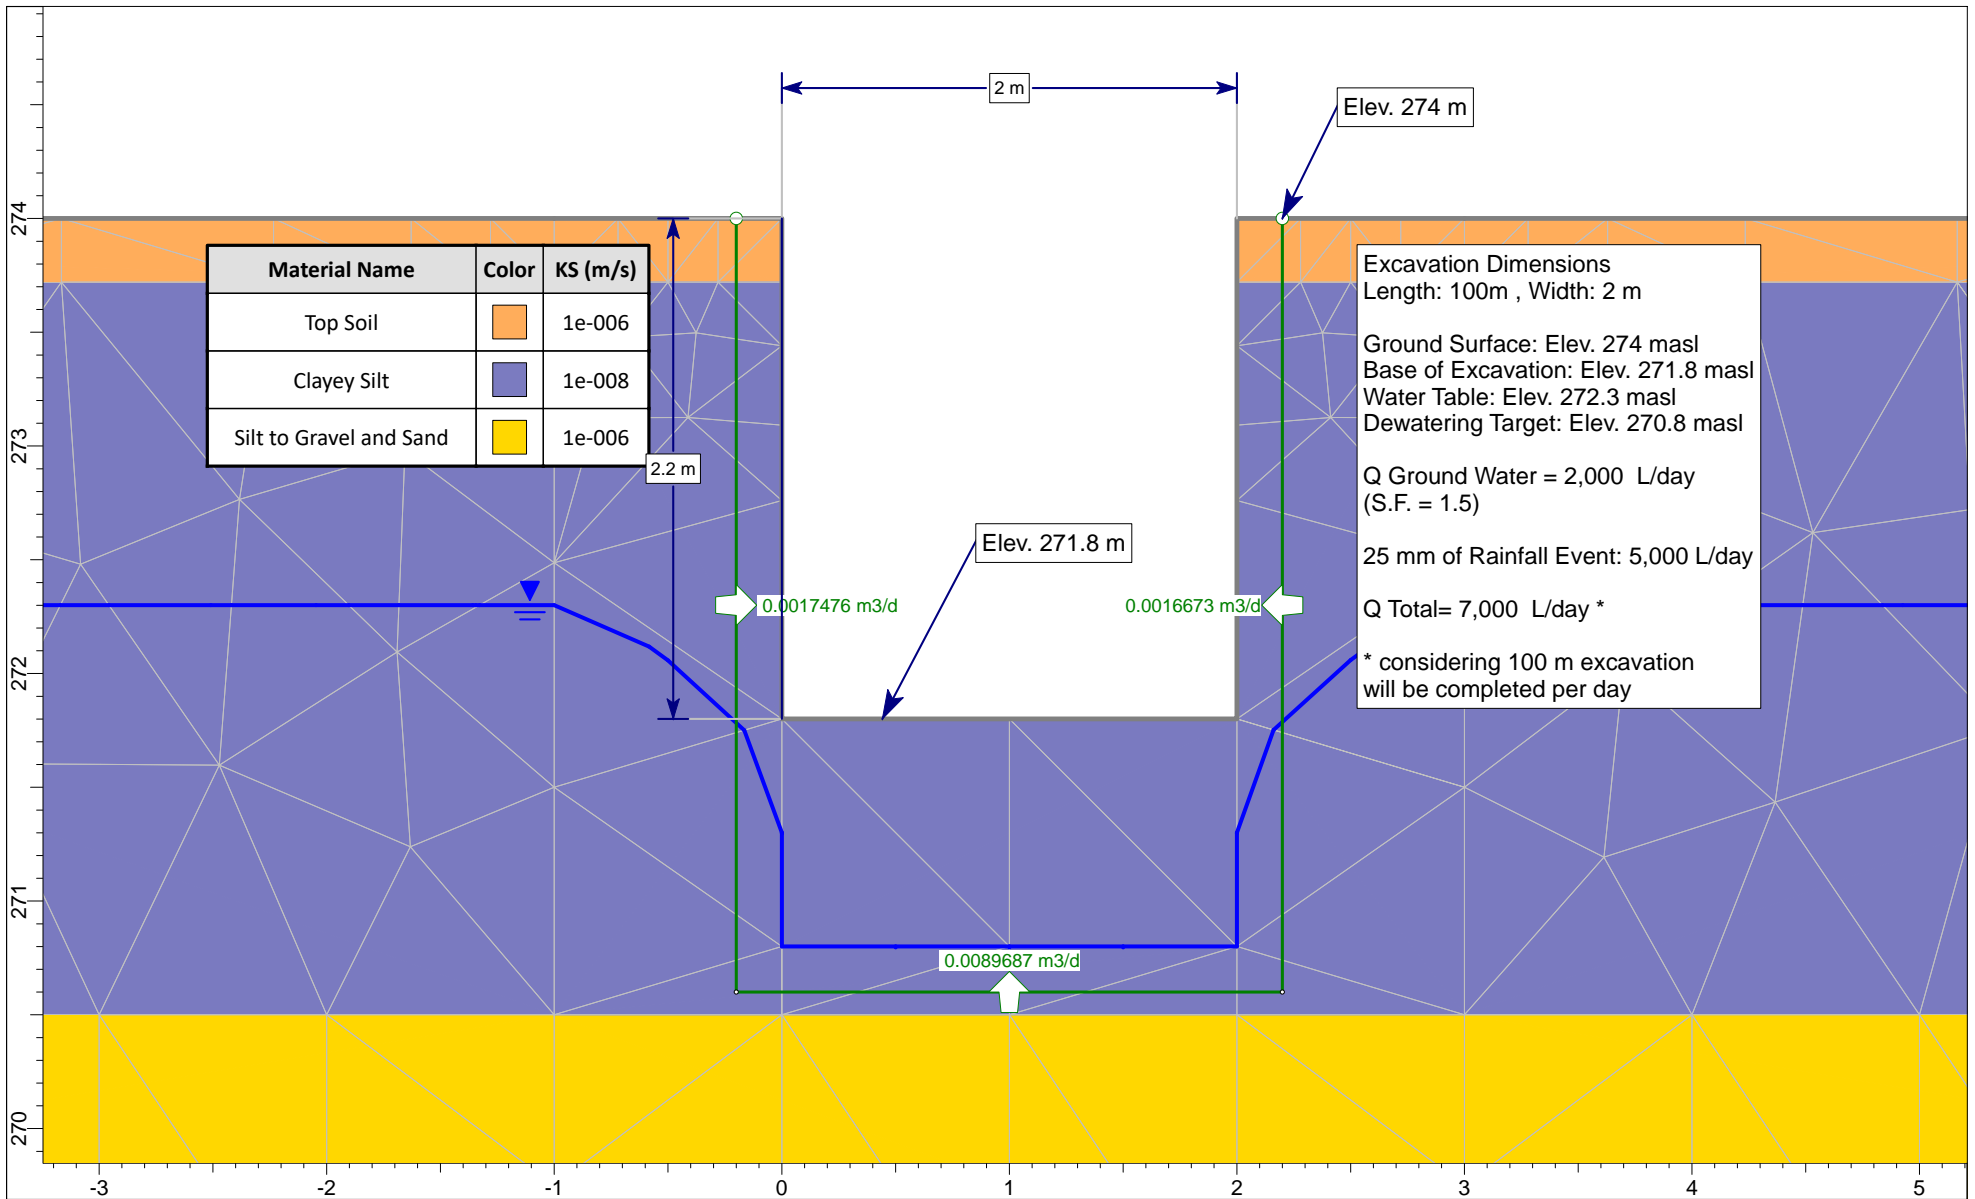 2 m
Elev. 274 m
274
273
272
271
270
Material Name Color KS (m/s)
Top Soil 1e-006
Clayey Silt 1e-008
Silt to Gravel and Sand 1e-006
2.2 m
Elev. 271.8 m
0.0017476 m3/d
0.0016673 m3/d
0.0089687 m3/d
Excavation Dimensions
Length: 100m , Width: 2 m
Ground Surface: Elev. 274 masl
Base of Excavation: Elev. 271.8 masl
Water Table: Elev. 272.3 masl
Dewatering Target: Elev. 270.8 masl
Q Ground Water = 2,000 L/day
(S.F. = 1.5)
25 mm of Rainfall Event: 5,000 L/day
Q Total= 7,000 L/day *
* considering 100 m excavation
will be completed per day
-3 -2 -1 0 1 2 3 4 5